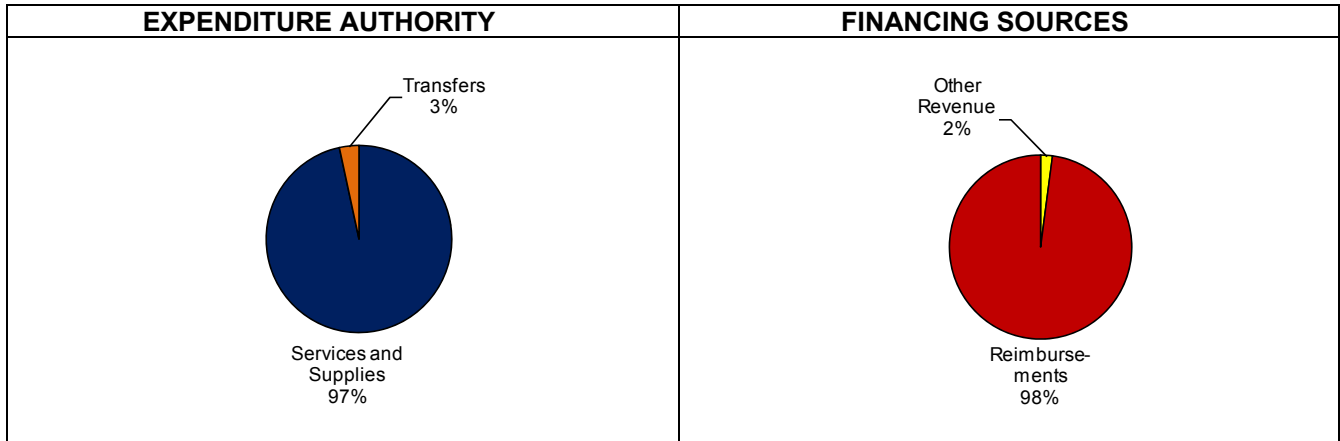 EXPENDITURE AUTHORITY
FINANCING SOURCES
Transfers
3%
Services and
Supplies
97%
Other
Revenue
2%
Reimburse-
ments
98%